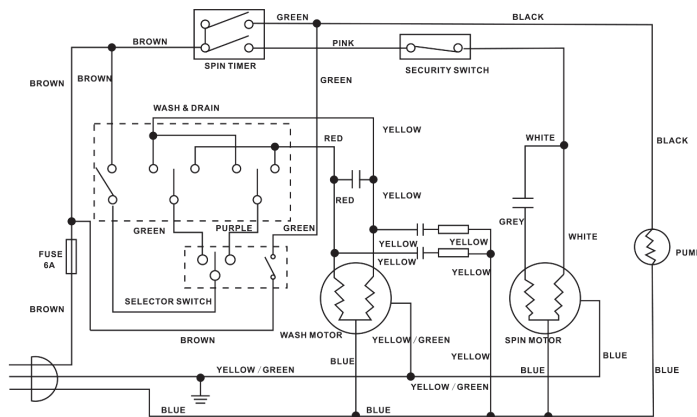 GREEN
BLACK
BROWN
PINK
SPIN TIMER
SECURITY SWITCH
BROWN
BROWN
GREEN
WASH & DRAIN
YELLOW
RED
WHITE
BLACK
YELLOW
RED
GREEN
PURPLE
GREEN
GREY
WHITE
YELLOW
YELLOW
FUSE
6A
YELLOW
YELLOW
PUMP
SELECTOR SWITCH
BROWN
WASH MOTOR
SPIN MOTOR
BROWN
YELLOW/GREEN
BLUE
YELLOW
BLUE
YELLOW / GREEN
BLUE
BLUE
YELLOW / GREEN
BLUE
BLUE